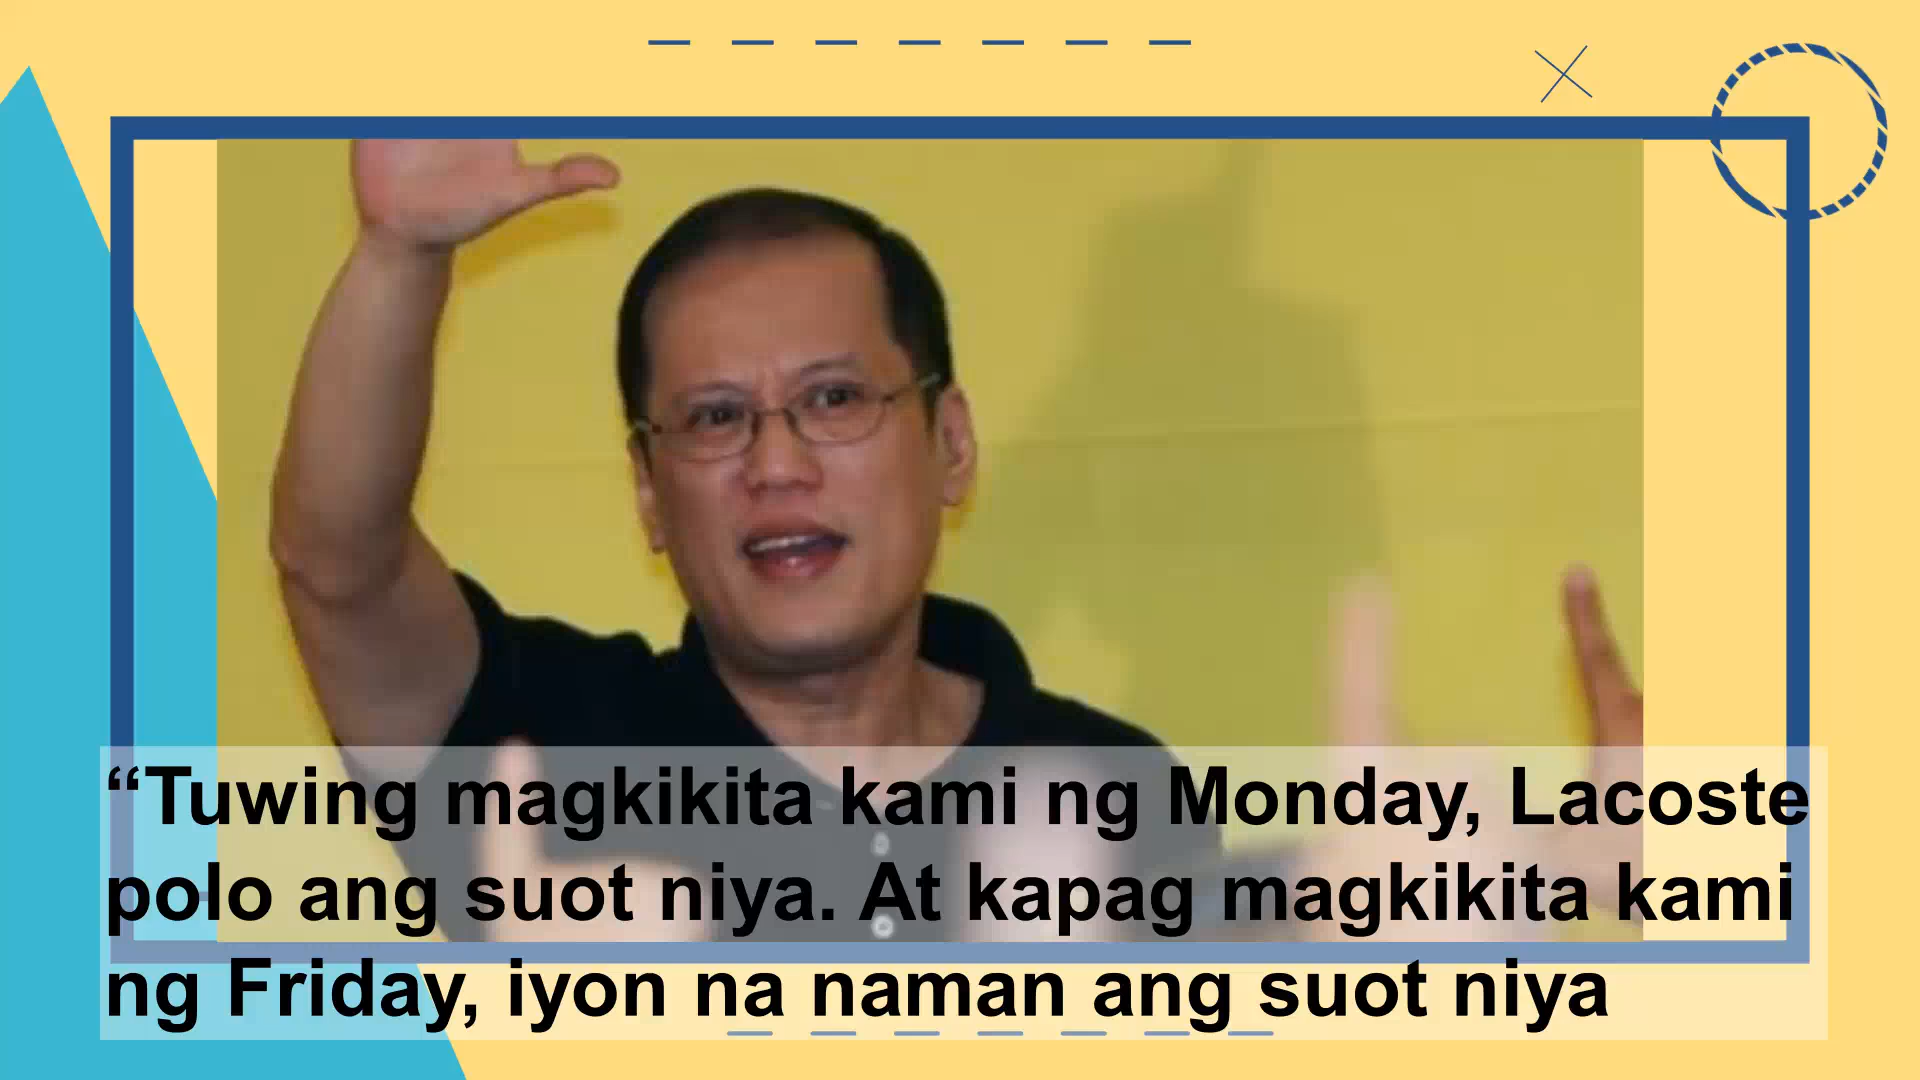 “Tuwing magkikita kami ng Monday, Lacoste
polo ang suot niya. At kapag magkikita kami
ng Friday, iyon na naman ang suot niya